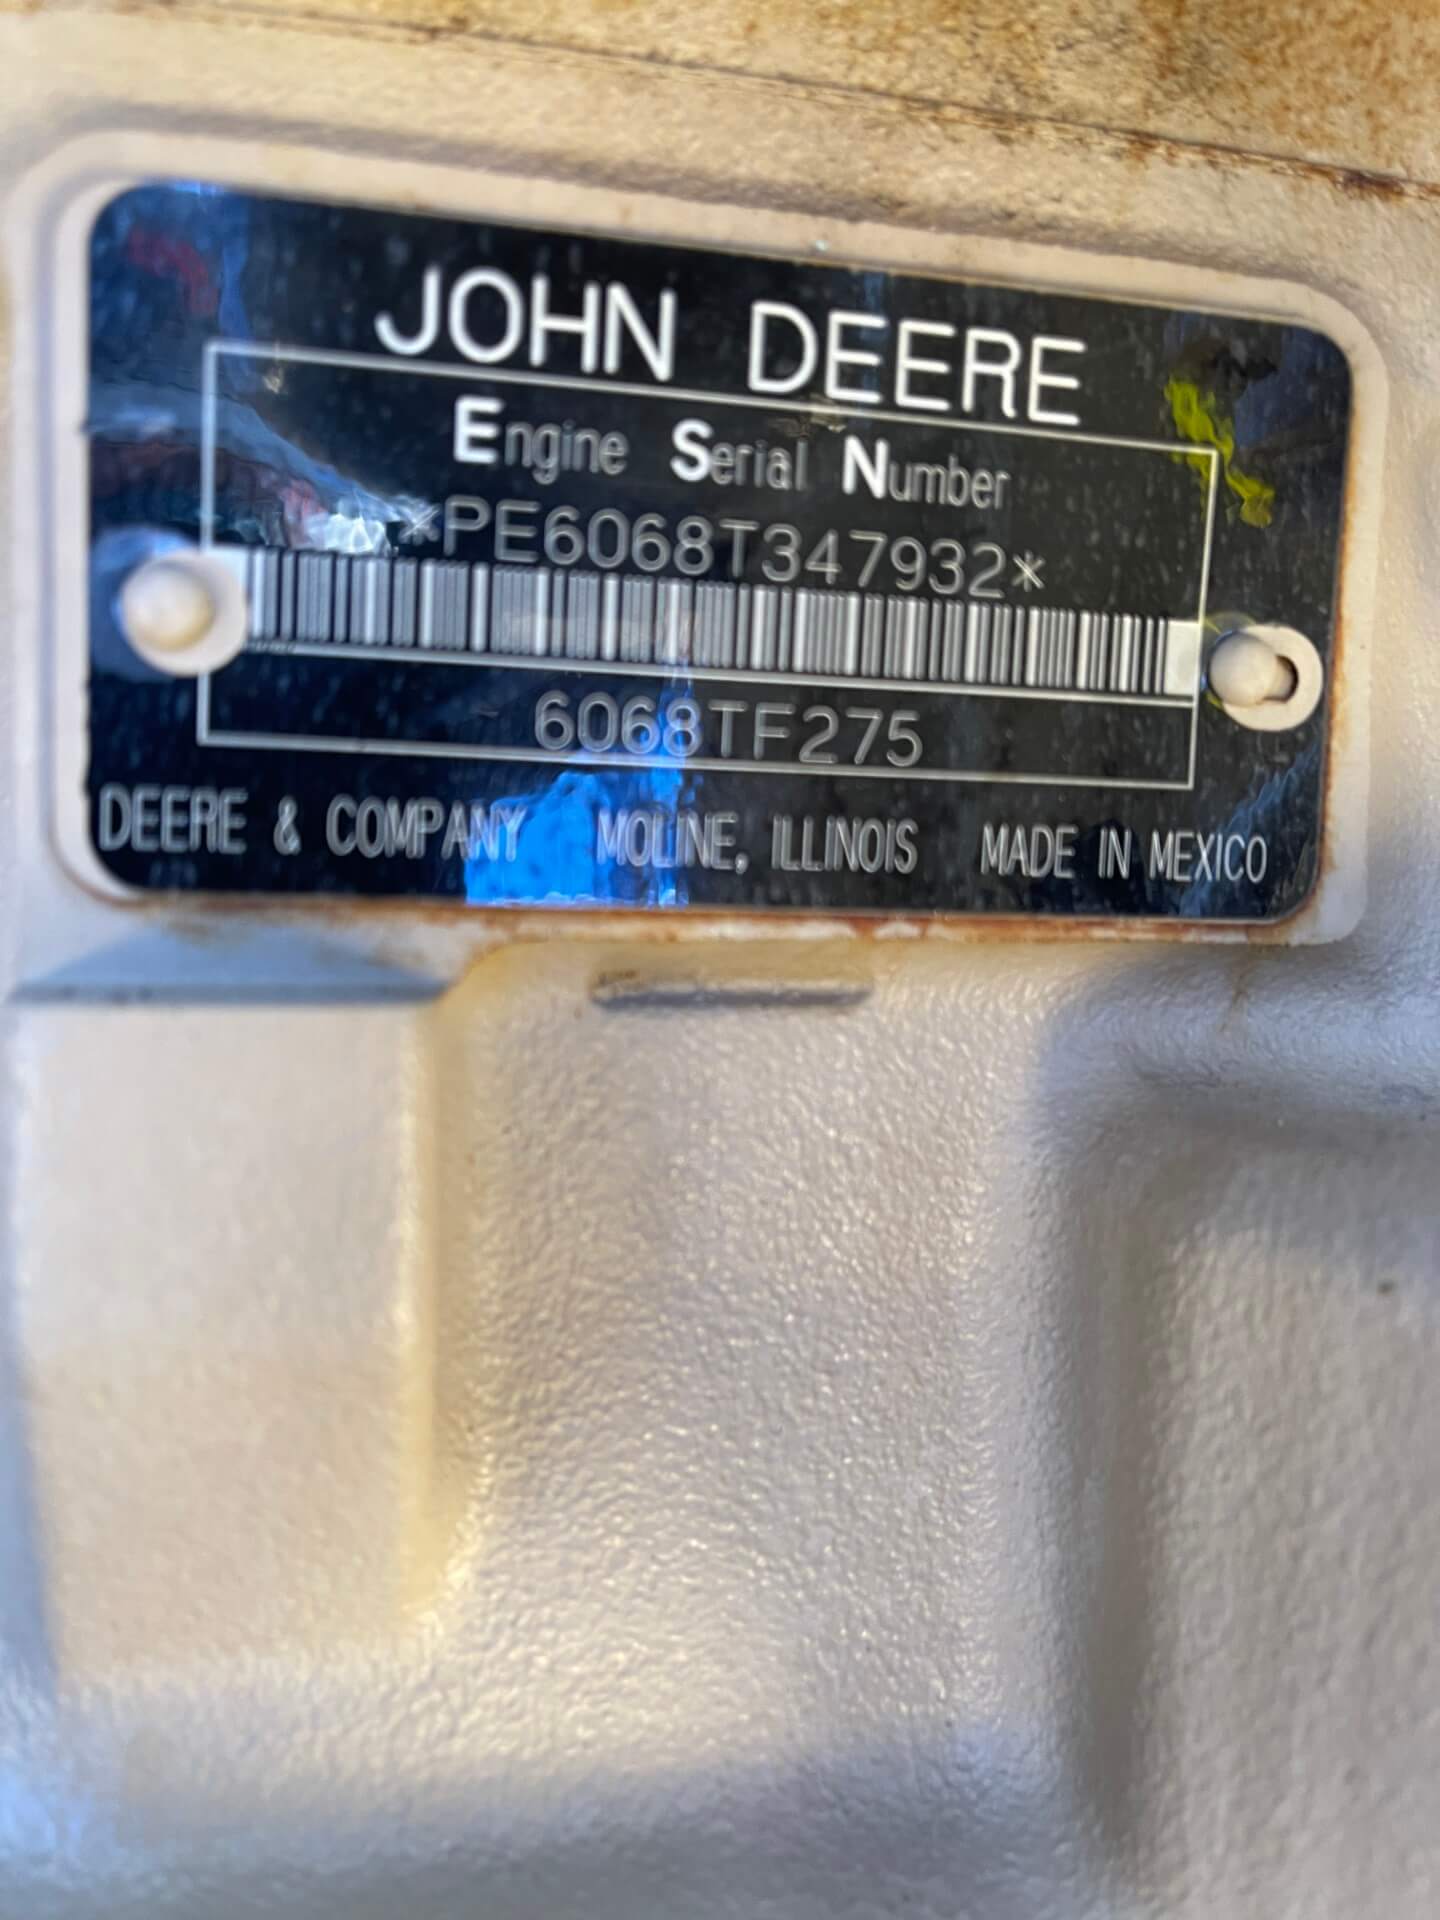 JOHN DEERE
Engine Serial Number
*PE6068T347932*
6068TF275
DEERE & COMPANY MOLINE, ILLINOIS MADE IN MEXICO